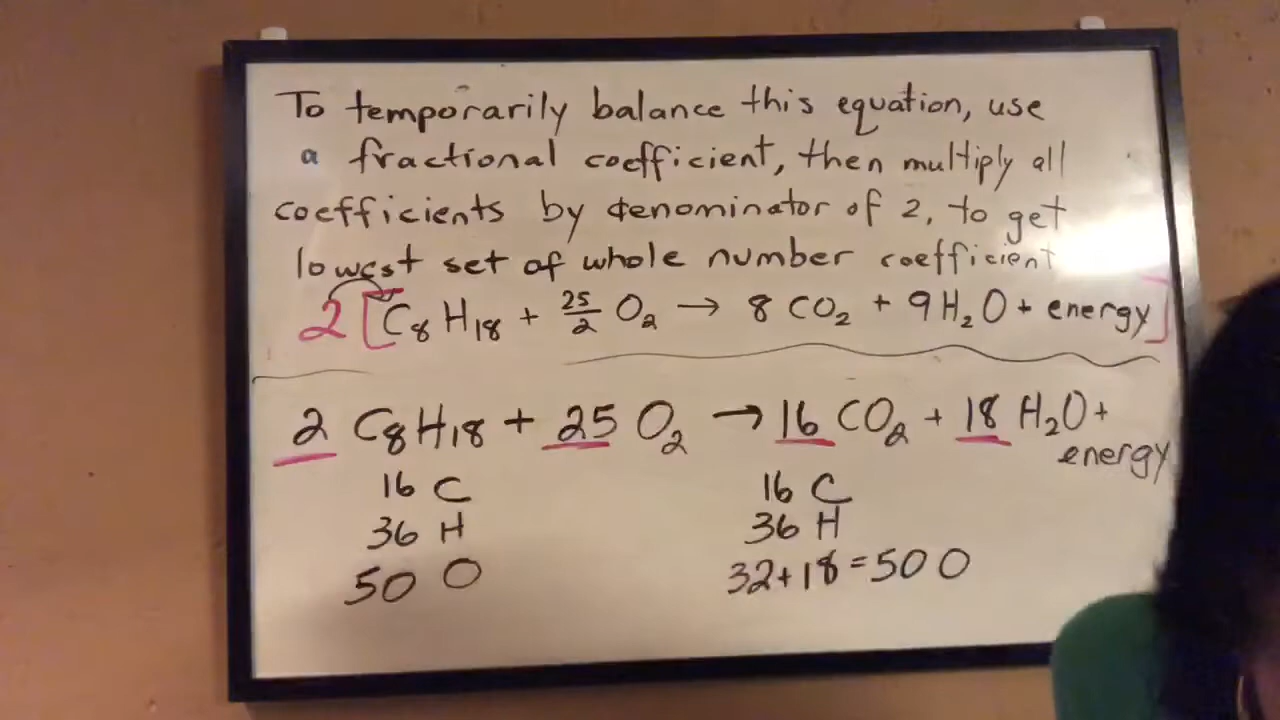 To temporarily balance this equation, use
a fractional coefficient, then multiply all
coefficients by denominator of 2, to get
lowest set of whole number coefficient
2 [C₈H₁₈ + 25/2 O₂ → 8 CO₂ + 9H₂O + energy]
2 C₈H₁₈ + 25 O₂ → 16 CO₂ + 18 H₂O +
energy
16 C 16 C
36 H 36 H
50 O 32+18=50 O